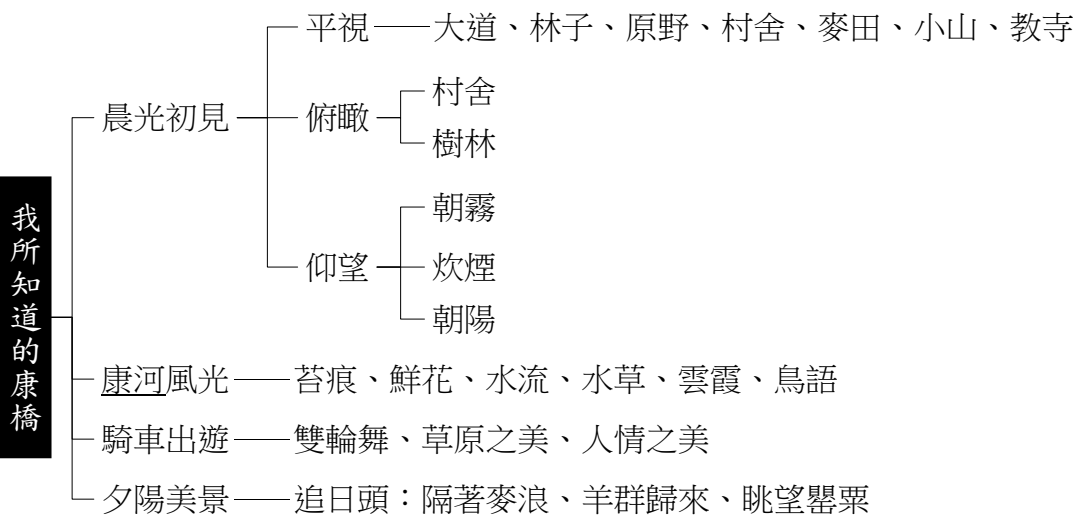 我所知道的康橋
晨光初見
平視
大道、林子、原野、村舍、麥田、小山、教寺
俯瞰
村舍
樹林
仰望
朝霧
炊煙
朝陽
康河風光
苔痕、鮮花、水流、水草、雲霞、鳥語
騎車出遊
雙輪舞、草原之美、人情之美
夕陽美景
追日頭：隔著麥浪、羊群歸來、眺望罌粟